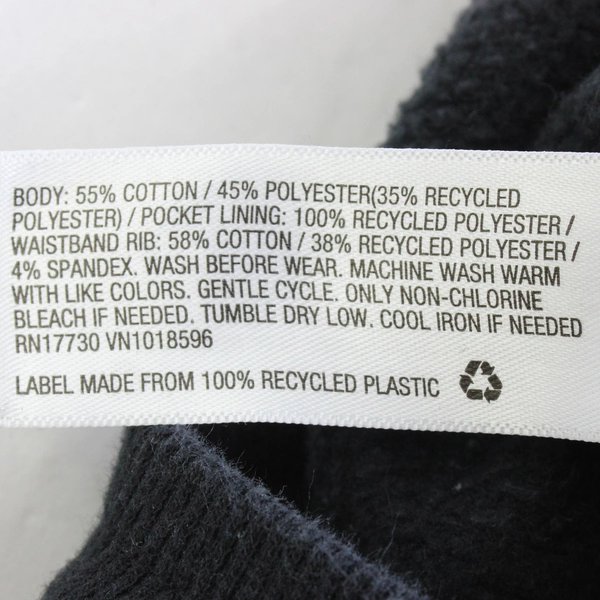 BODY: 55% COTTON / 45% POLYESTER(35% RECYCLED
POLYESTER) / POCKET LINING: 100% RECYCLED POLYESTER /
WAISTBAND RIB: 58% COTTON / 38% RECYCLED POLYESTER /
4% SPANDEX. WASH BEFORE WEAR. MACHINE WASH WARM
WITH LIKE COLORS. GENTLE CYCLE. ONLY NON-CHLORINE
BLEACH IF NEEDED. TUMBLE DRY LOW. COOL IRON IF NEEDED
RN17730 VN1018596
LABEL MADE FROM 100% RECYCLED PLASTIC